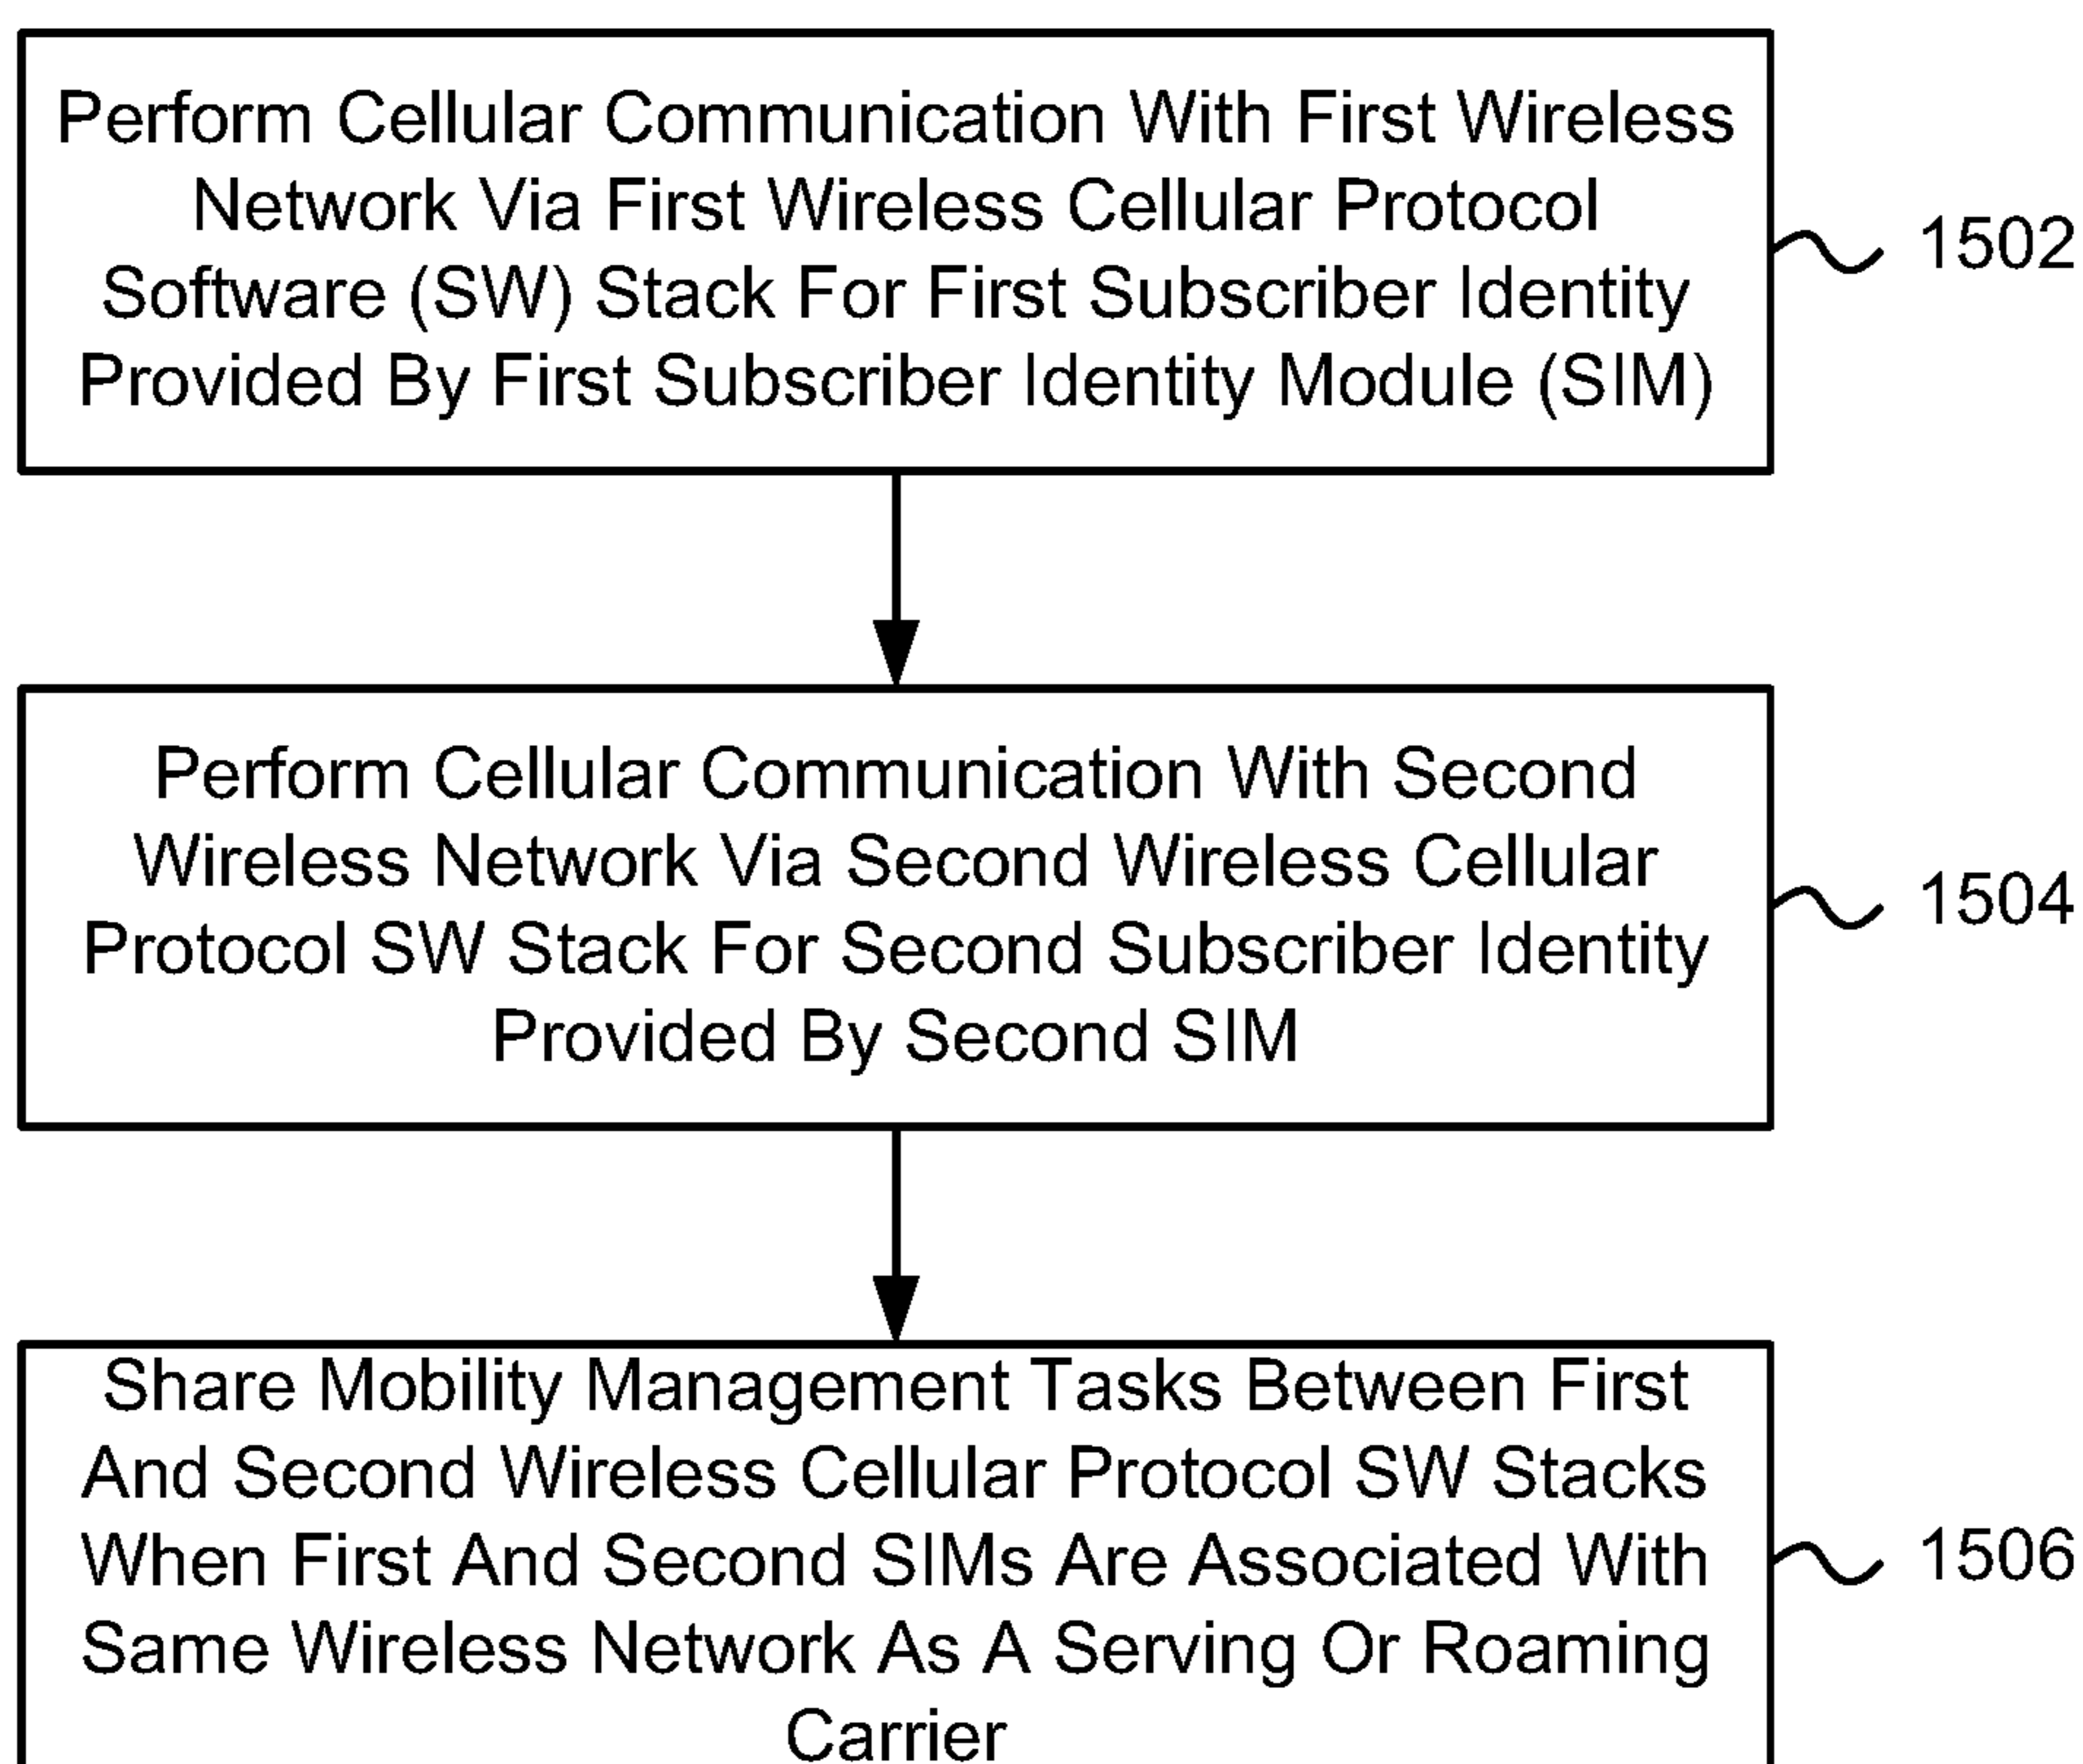 Perform Cellular Communication With First Wireless
Network Via First Wireless Cellular Protocol
Software (SW) Stack For First Subscriber Identity
Provided By First Subscriber Identity Module (SIM)
1502
Perform Cellular Communication With Second
Wireless Network Via Second Wireless Cellular
Protocol SW Stack For Second Subscriber Identity
Provided By Second SIM
1504
Share Mobility Management Tasks Between First
And Second Wireless Cellular Protocol SW Stacks
When First And Second SIMs Are Associated With
Same Wireless Network As A Serving Or Roaming
Carrier
1506